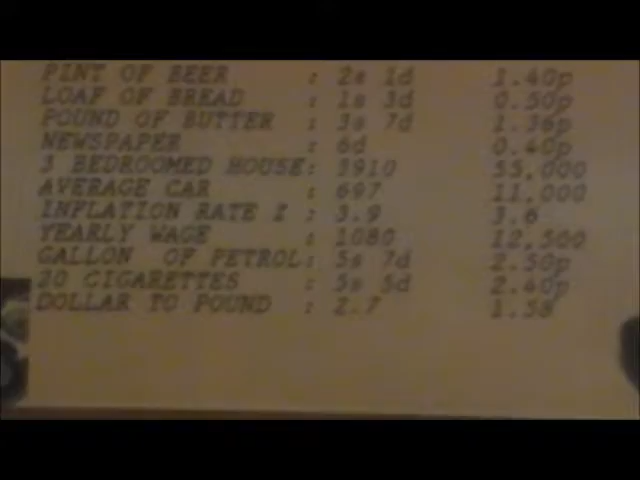 PINT OF BEER : 2s 1d 1.40p
LOAF OF BREAD : 1s 3d 0.50p
POUND OF BUTTER : 3s 7d 1.36p
NEWSPAPER : 6d 0.40p
3 BEDROOMED HOUSE: 3910 55,000
AVERAGE CAR : 697 11,000
INFLATION RATE % : 3.9 3.6
YEARLY WAGE : 1080 12,500
GALLON OF PETROL: 5s 7d 2.50p
20 CIGARETTES : 5s 5d 2.40p
DOLLAR TO POUND : 2.7 1.58